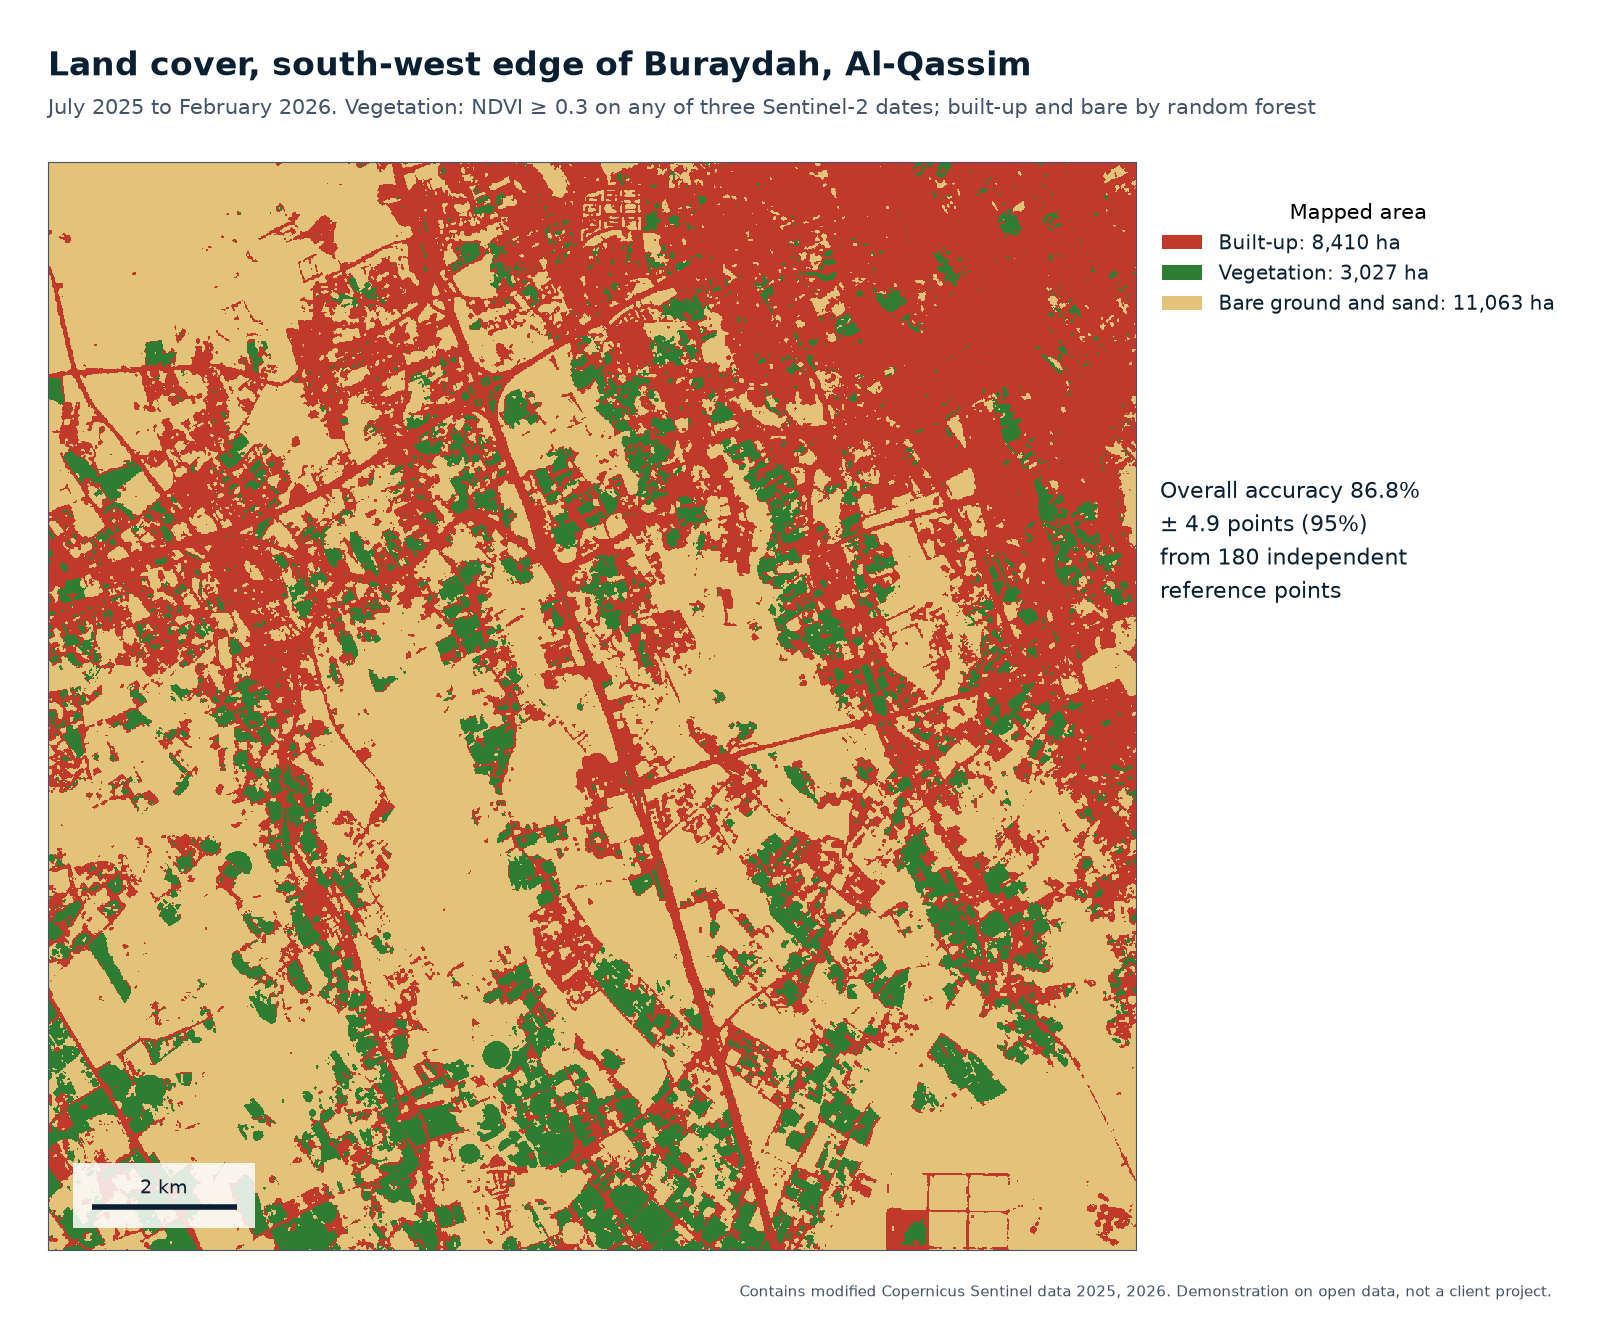 Land cover, south-west edge of Buraydah, Al-Qassim
July 2025 to February 2026. Vegetation: NDVI ≥ 0.3 on any of three Sentinel-2 dates; built-up and bare by random forest
Mapped area
Built-up: 8,410 ha
Vegetation: 3,027 ha
Bare ground and sand: 11,063 ha
Overall accuracy 86.8%
± 4.9 points (95%)
from 180 independent
reference points
2 km
Contains modified Copernicus Sentinel data 2025, 2026. Demonstration on open data, not a client project.